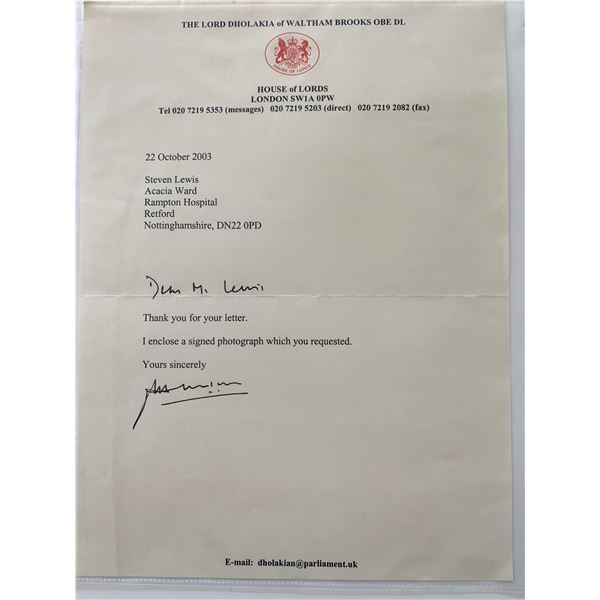 THE LORD DHOLAKIA of WALTHAM BROOKS OBE DL
HOUSE OF LORDS
HOUSE of LORDS
LONDON SW1A 0PW
Tel 020 7219 5353 (messages) 020 7219 5203 (direct) 020 7219 2082 (fax)
22 October 2003
Steven Lewis
Acacia Ward
Rampton Hospital
Retford
Nottinghamshire, DN22 0PD
Dear Mr. Lewis
Thank you for your letter.
I enclose a signed photograph which you requested.
Yours sincerely
E-mail: dholakian@parliament.uk